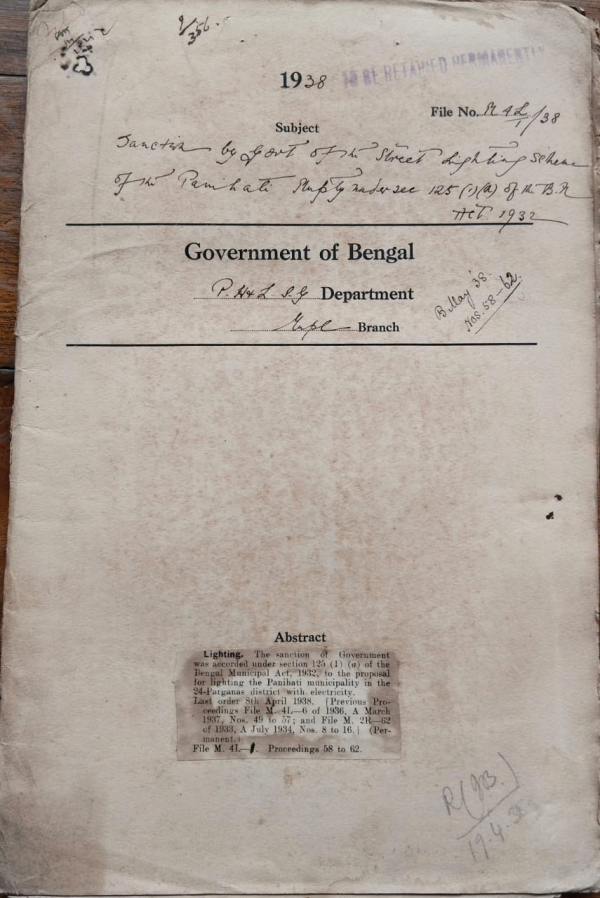 1/356.
1938 TO BE RETAINED PERMANENTLY
File No. M 4L/1/38
Subject
Sanction by Govt of the Street Lighting Scheme
of the Panihati Mupty under sec 125 (1)(a) of the B.M
Act 1932
Government of Bengal
P. H & L. S. G Department
Branch
B. May '38.
Nos. 58–62.
Abstract
Lighting. The sanction of Government
was accorded under section 125 (1) (a) of the
Bengal Municipal Act, 1932, to the proposal
for lighting the Panihati municipality in the
24-Parganas district with electricity.
Last order 8th April 1938. [Previous Pro-
ceedings File M. 4L—6 of 1936, A March
1937, Nos. 49 to 57; and File M. 2R—62
of 1933, A July 1934, Nos. 8 to 16.] (Per-
manent.)
File M. 4L—1. Proceedings 58 to 62.
19.4.